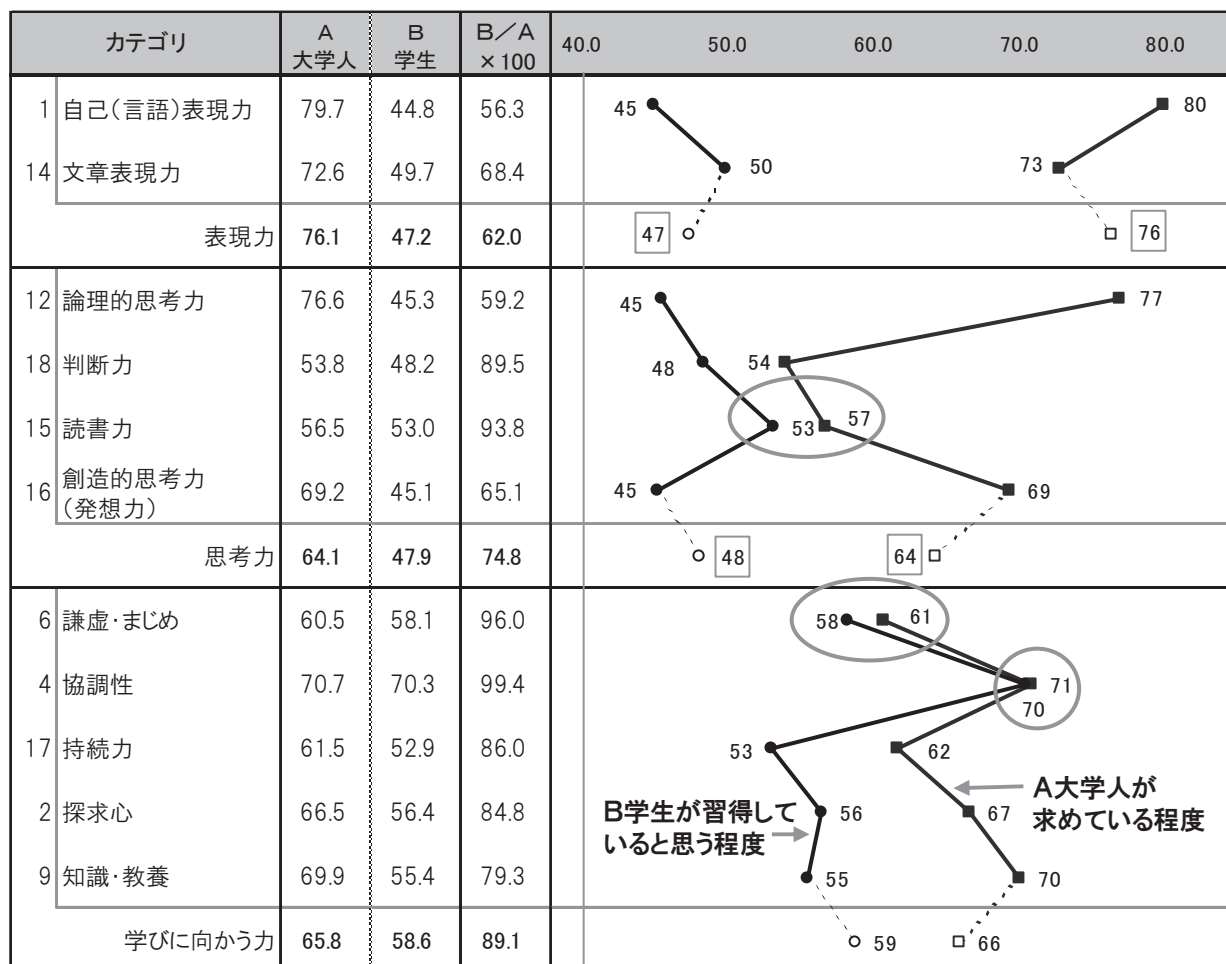 カテゴリ A 大学人 B 学生 B/A ×100 40.0 50.0 60.0 70.0 80.0
1 自己(言語)表現力 79.7 44.8 56.3 45 80
14 文章表現力 72.6 49.7 68.4 50 73
表現力 76.1 47.2 62.0 47 76
12 論理的思考力 76.6 45.3 59.2 45 77
18 判断力 53.8 48.2 89.5 48 54
15 読書力 56.5 53.0 93.8 53 57
16 創造的思考力 (発想力) 69.2 45.1 65.1 45 69
思考力 64.1 47.9 74.8 48 64
6 謙虚・まじめ 60.5 58.1 96.0 58 61
4 協調性 70.7 70.3 99.4 71 70
17 持続力 61.5 52.9 86.0 53 62
2 探求心 66.5 56.4 84.8 56 67
9 知識・教養 69.9 55.4 79.3 55 70
学びに向かう力 65.8 58.6 89.1 59 66
B学生が習得して
いると思う程度
A大学人が
求めている程度